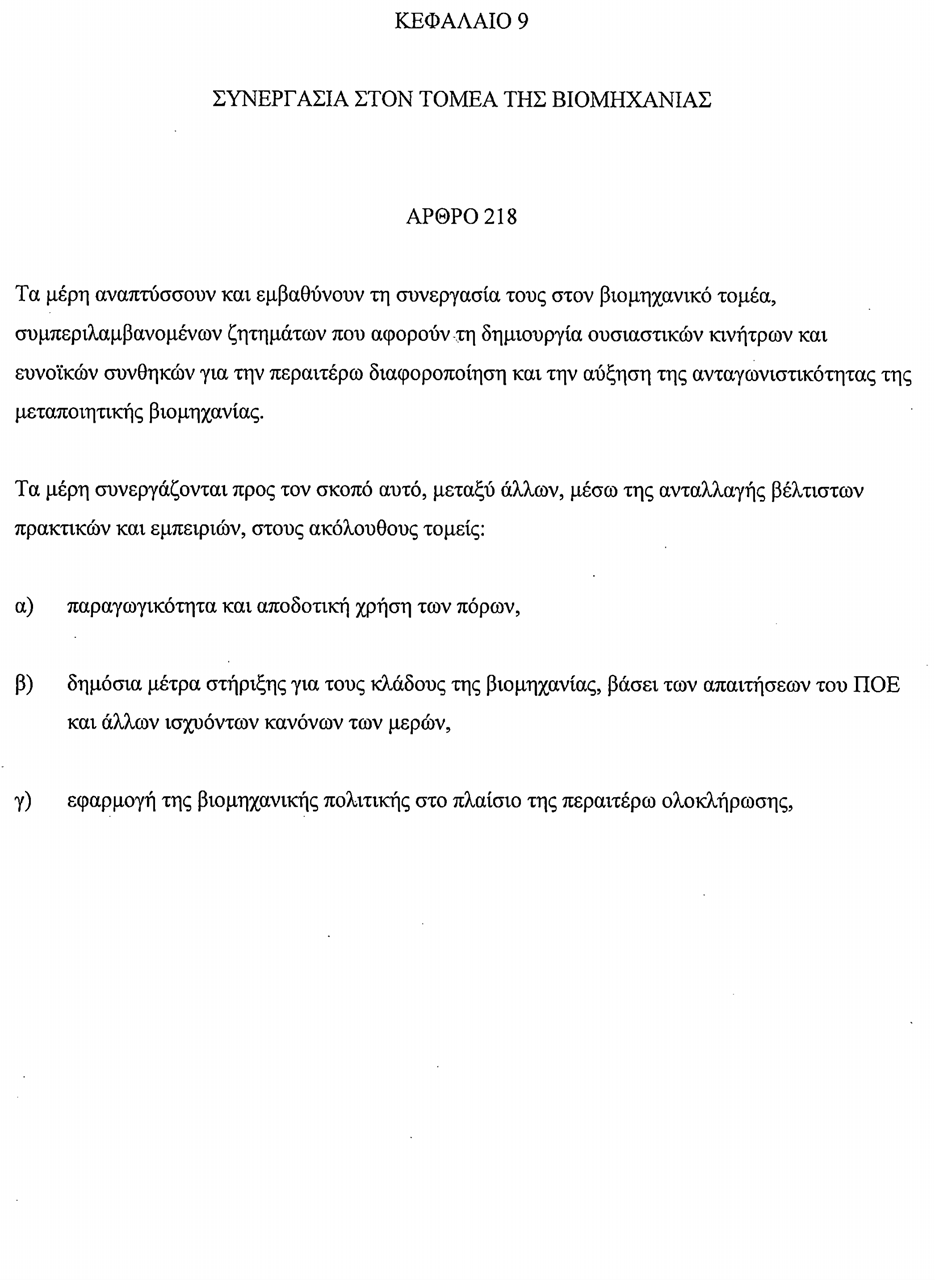 ΚΕΦΑΛΑΙΟ 9
ΣΥΝΕΡΓΑΣΙΑ ΣΤΟΝ ΤΟΜΕΑ ΤΗΣ ΒΙΟΜΗΧΑΝΙΑΣ
ΑΡΘΡΟ 218
Τα μέρη αναπτύσσουν και εμβαθύνουν τη συνεργασία τους στον βιομηχανικό τομέα,
συμπεριλαμβανομένων ζητημάτων που αφορούν τη δημιουργία ουσιαστικών κινήτρων και
ευνοϊκών συνθηκών για την περαιτέρω διαφοροποίηση και την αύξηση της ανταγωνιστικότητας της
μεταποιητικής βιομηχανίας.
Τα μέρη συνεργάζονται προς τον σκοπό αυτό, μεταξύ άλλων, μέσω της ανταλλαγής βέλτιστων
πρακτικών και εμπειριών, στους ακόλουθους τομείς:
α) παραγωγικότητα και αποδοτική χρήση των πόρων,
β) δημόσια μέτρα στήριξης για τους κλάδους της βιομηχανίας, βάσει των απαιτήσεων του ΠΟΕ
και άλλων ισχυόντων κανόνων των μερών,
γ) εφαρμογή της βιομηχανικής πολιτικής στο πλαίσιο της περαιτέρω ολοκλήρωσης,